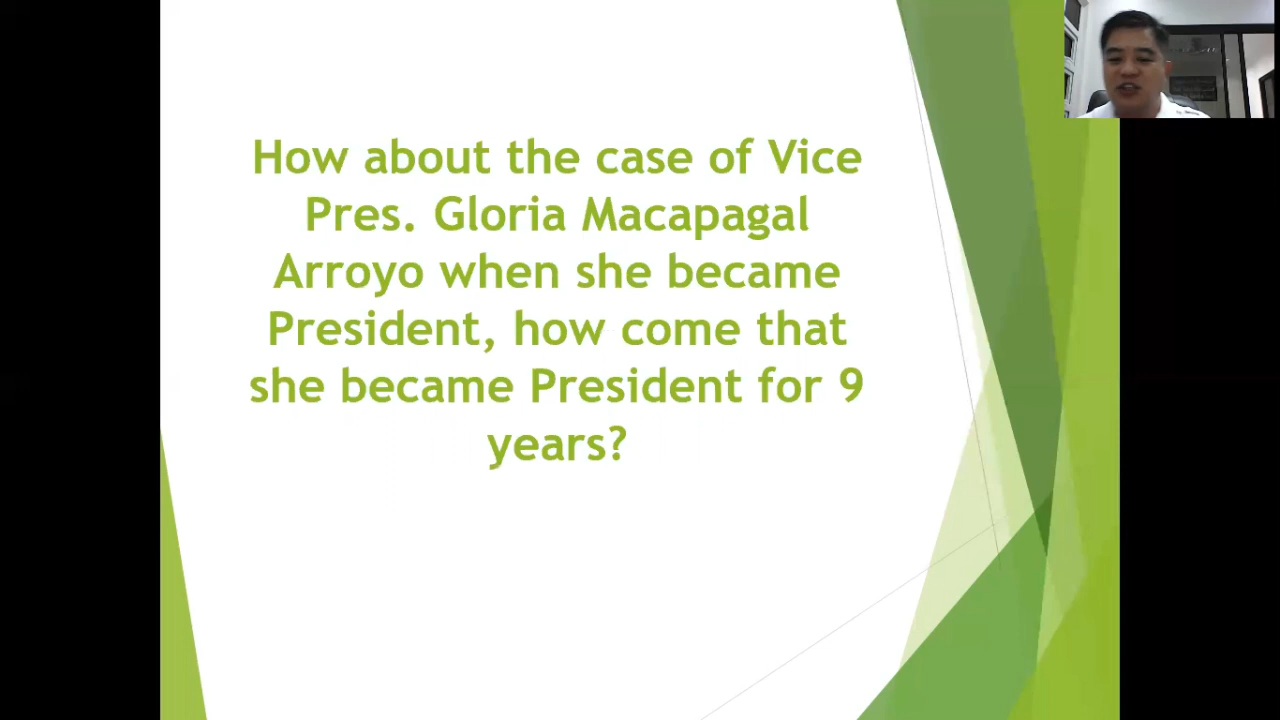 How about the case of Vice
Pres. Gloria Macapagal
Arroyo when she became
President, how come that
she became President for 9
years?